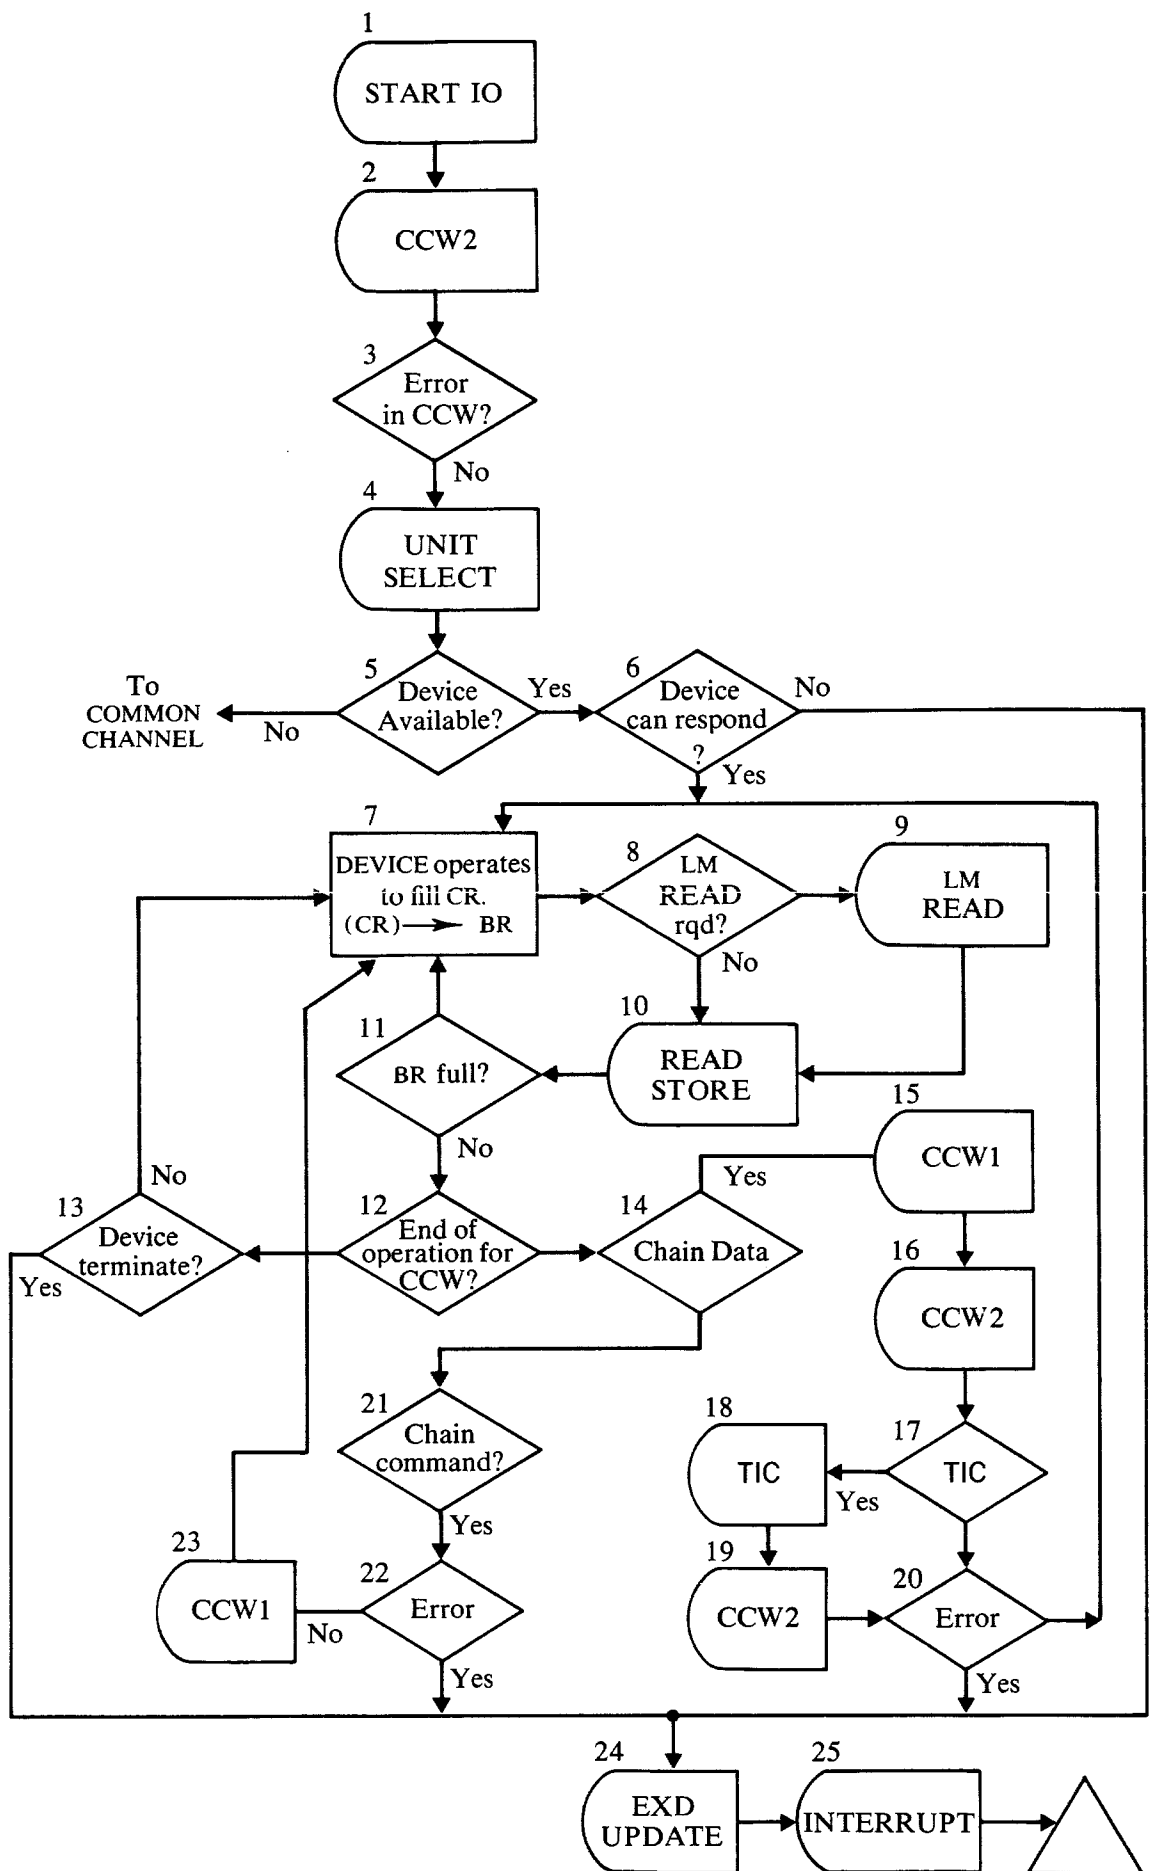 1
START IO
2
CCW2
3
Error
in CCW?
No
4
UNIT
SELECT
5
Device
Available?
Yes
No
To
COMMON
CHANNEL
6
Device
can respond
?
No
Yes
7
DEVICE operates
to fill CR.
(CR) → BR
8
LM
READ
rqd?
No
9
LM
READ
10
READ
STORE
11
BR full?
No
12
End of
operation for
CCW?
13
Device
terminate?
No
Yes
14
Chain Data
Yes
15
CCW1
16
CCW2
17
TIC
Yes
18
TIC
19
CCW2
20
Error
Yes
21
Chain
command?
Yes
22
Error
No
Yes
23
CCW1
24
EXD
UPDATE
25
INTERRUPT